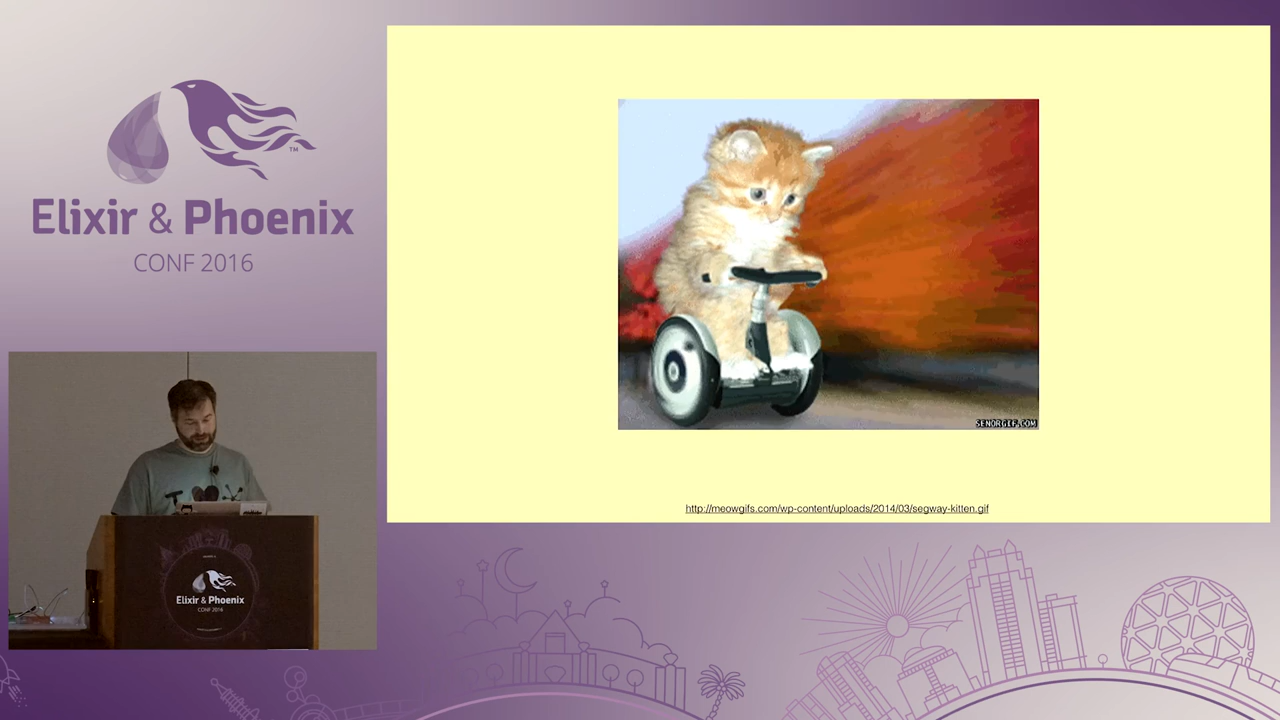 TM
Elixir & Phoenix
CONF 2016
SENORGIF.COM
http://meowgifs.com/wp-content/uploads/2014/03/segway-kitten.gif
Elixir & Phoenix
CONF 2016